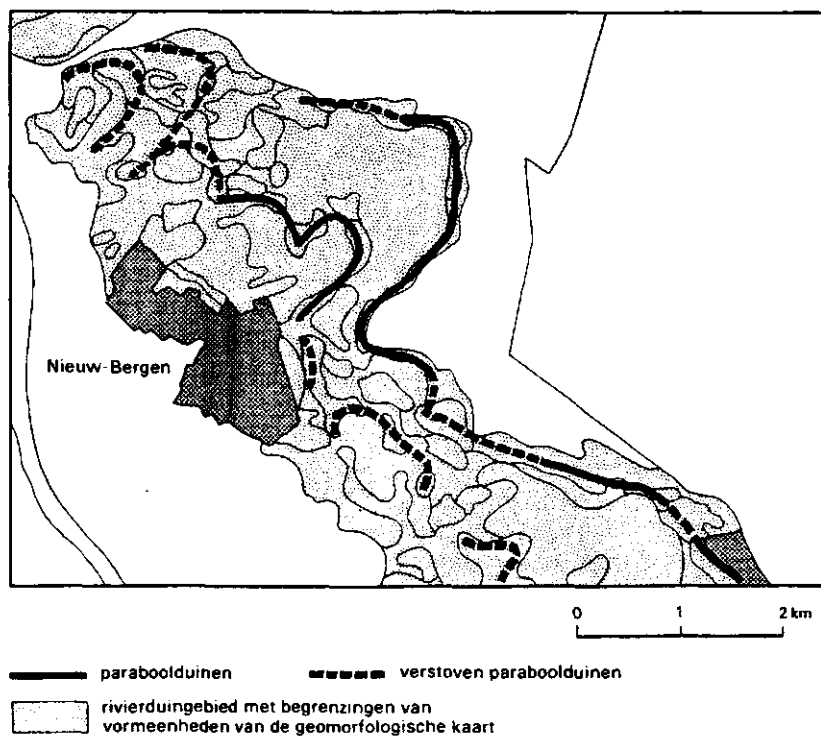 Nieuw-Bergen
0 1 2 km
paraboolduinen verstoven paraboolduinen
rivierduingebied met begrenzingen van
vormeenheden van de geomorfologische kaart